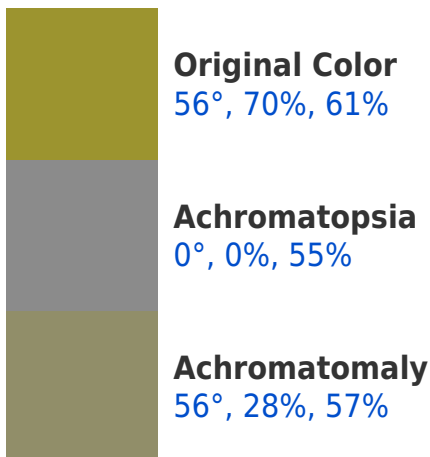 Original Color
56°, 70%, 61%
Achromatopsia
0°, 0%, 55%
Achromatomaly
56°, 28%, 57%